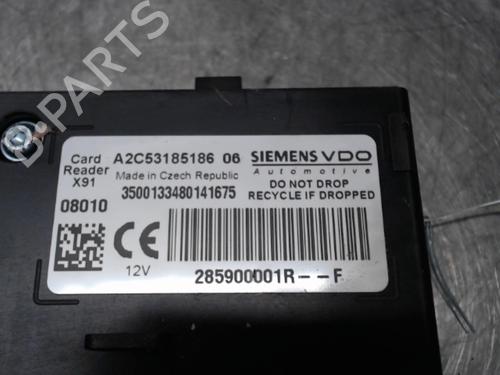 Card Reader X91
A2C53185186 06
SIEMENS VDO
Automotive
Made in Czech Republic
3500133480141675
DO NOT DROP
RECYCLE IF DROPPED
08010
CE
12V
285900001R--F
B-PARTS